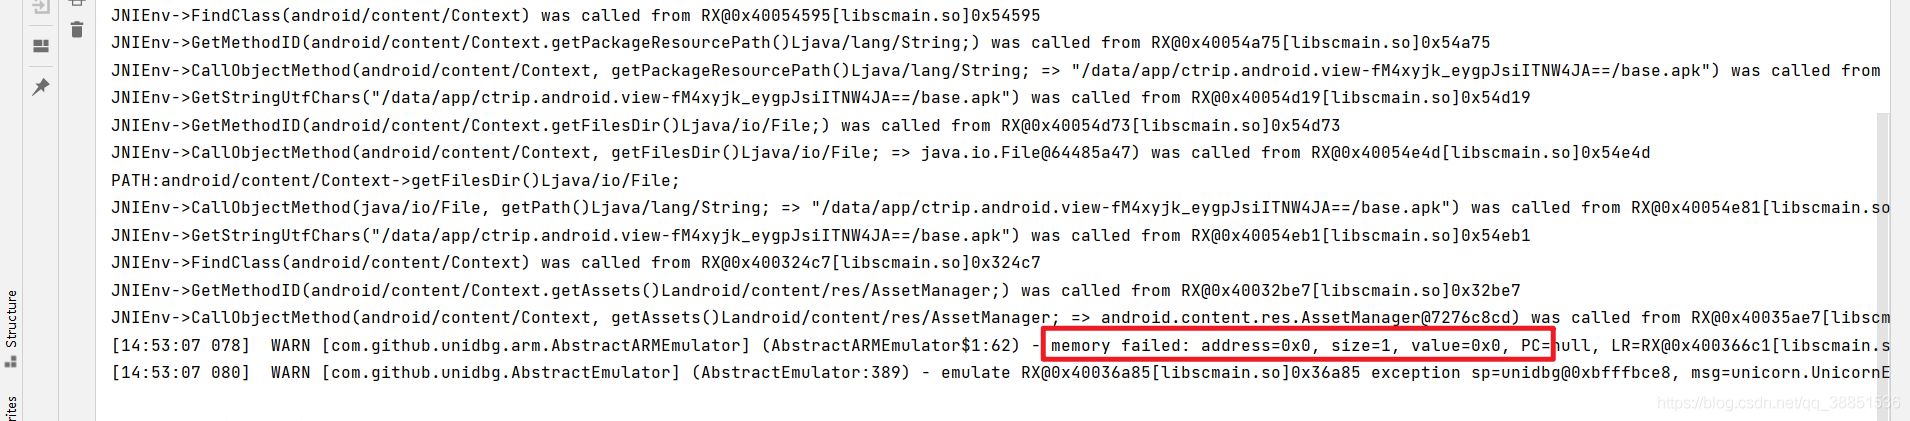 JNIEnv->FindClass(android/content/Context) was called from RX@0x40054595[libscmain.so]0x54595
JNIEnv->GetMethodID(android/content/Context.getPackageResourcePath()Ljava/lang/String;) was called from RX@0x40054a75[libscmain.so]0x54a75
JNIEnv->CallObjectMethod(android/content/Context, getPackageResourcePath()Ljava/lang/String; => "/data/app/ctrip.android.view-fM4xyjk_eygpJsiITNW4JA==/base.apk") was called from
JNIEnv->GetStringUtfChars("/data/app/ctrip.android.view-fM4xyjk_eygpJsiITNW4JA==/base.apk") was called from RX@0x40054d19[libscmain.so]0x54d19
JNIEnv->GetMethodID(android/content/Context.getFilesDir()Ljava/io/File;) was called from RX@0x40054d73[libscmain.so]0x54d73
JNIEnv->CallObjectMethod(android/content/Context, getFilesDir()Ljava/io/File; => java.io.File@64485a47) was called from RX@0x40054e4d[libscmain.so]0x54e4d
PATH:android/content/Context->getFilesDir()Ljava/io/File;
JNIEnv->CallObjectMethod(java/io/File, getPath()Ljava/lang/String; => "/data/app/ctrip.android.view-fM4xyjk_eygpJsiITNW4JA==/base.apk") was called from RX@0x40054e81[libscmain.so
JNIEnv->GetStringUtfChars("/data/app/ctrip.android.view-fM4xyjk_eygpJsiITNW4JA==/base.apk") was called from RX@0x40054eb1[libscmain.so]0x54eb1
JNIEnv->FindClass(android/content/Context) was called from RX@0x400324c7[libscmain.so]0x324c7
JNIEnv->GetMethodID(android/content/Context.getAssets()Landroid/content/res/AssetManager;) was called from RX@0x40032be7[libscmain.so]0x32be7
JNIEnv->CallObjectMethod(android/content/Context, getAssets()Landroid/content/res/AssetManager; => android.content.res.AssetManager@7276c8cd) was called from RX@0x40035ae7[libscm
[14:53:07 078]  WARN [com.github.unidbg.arm.AbstractARMEmulator] (AbstractARMEmulator$1:62) - memory failed: address=0x0, size=1, value=0x0, PC=null, LR=RX@0x400366c1[libscmain.s
[14:53:07 080]  WARN [com.github.unidbg.AbstractEmulator] (AbstractEmulator:389) - emulate RX@0x40036a85[libscmain.so]0x36a85 exception sp=unidbg@0xbfffbce8, msg=unicorn.UnicornE
Structure
rites
https://blog.csdn.net/qq_38851536